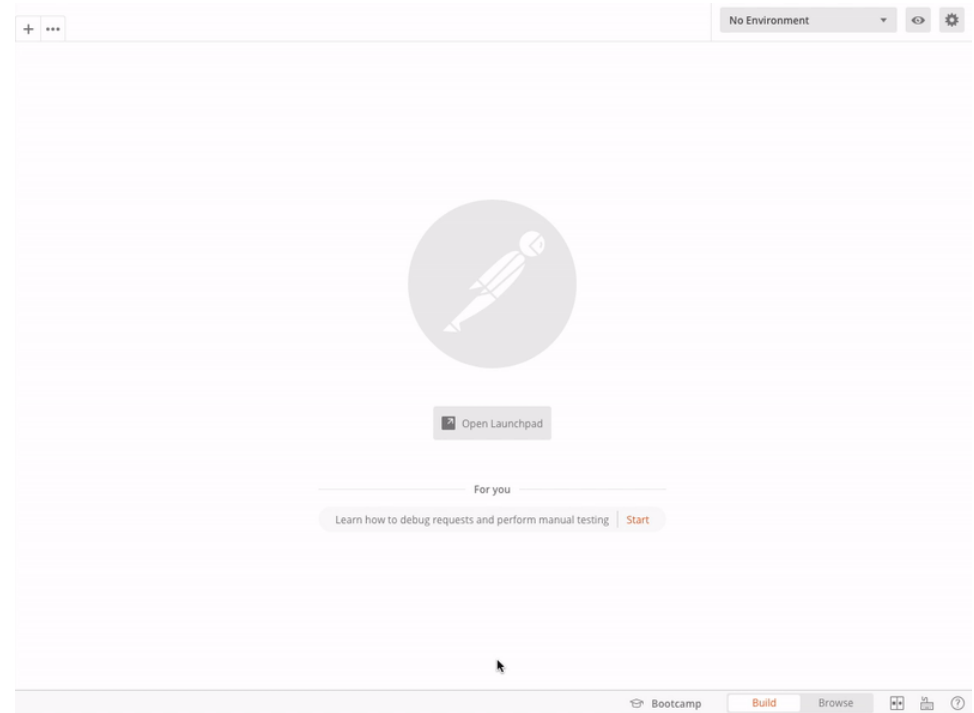 No Environment
Open Launchpad
For you
Learn how to debug requests and perform manual testing Start
Bootcamp Build Browse